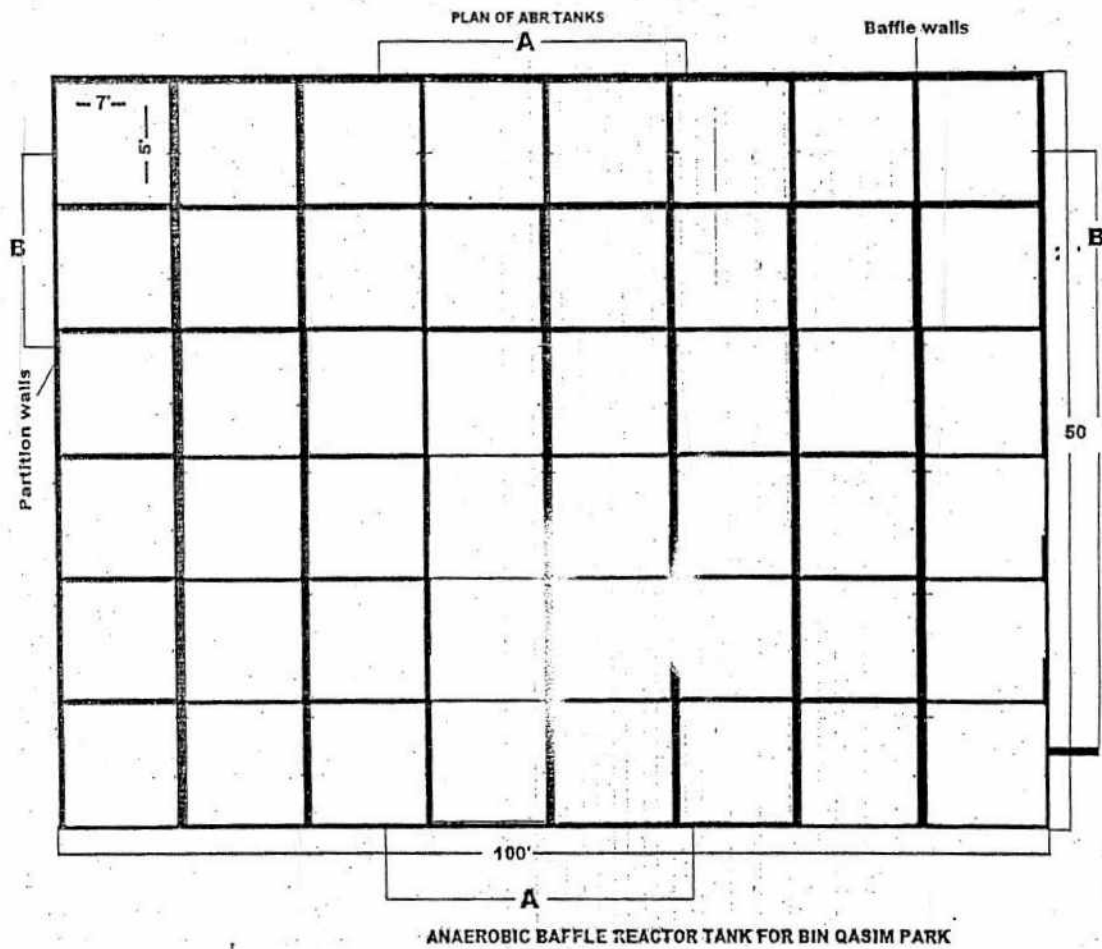 PLAN OF ABR TANKS
A
Baffle walls
7'
5'
B
B
Partition walls
50
100'
A
ANAEROBIC BAFFLE REACTOR TANK FOR BIN QASIM PARK